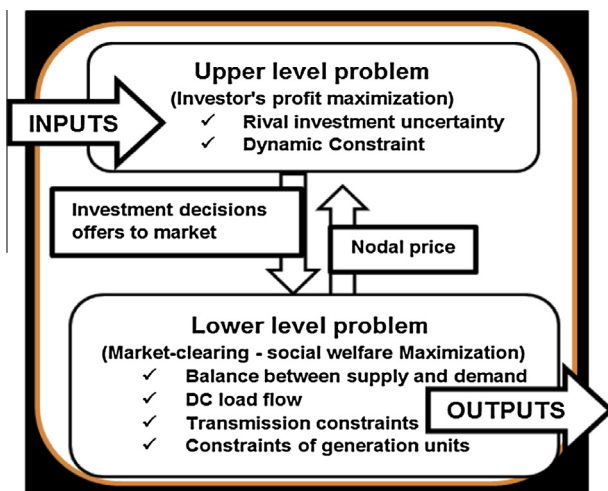 Upper level problem
(Investor's profit maximization)
INPUTS
✓ Rival investment uncertainty
✓ Dynamic Constraint
Investment decisions
offers to market
Nodal price
Lower level problem
(Market-clearing - social welfare Maximization)
✓ Balance between supply and demand
✓ DC load flow
✓ Transmission constraints
✓ Constraints of generation units
OUTPUTS